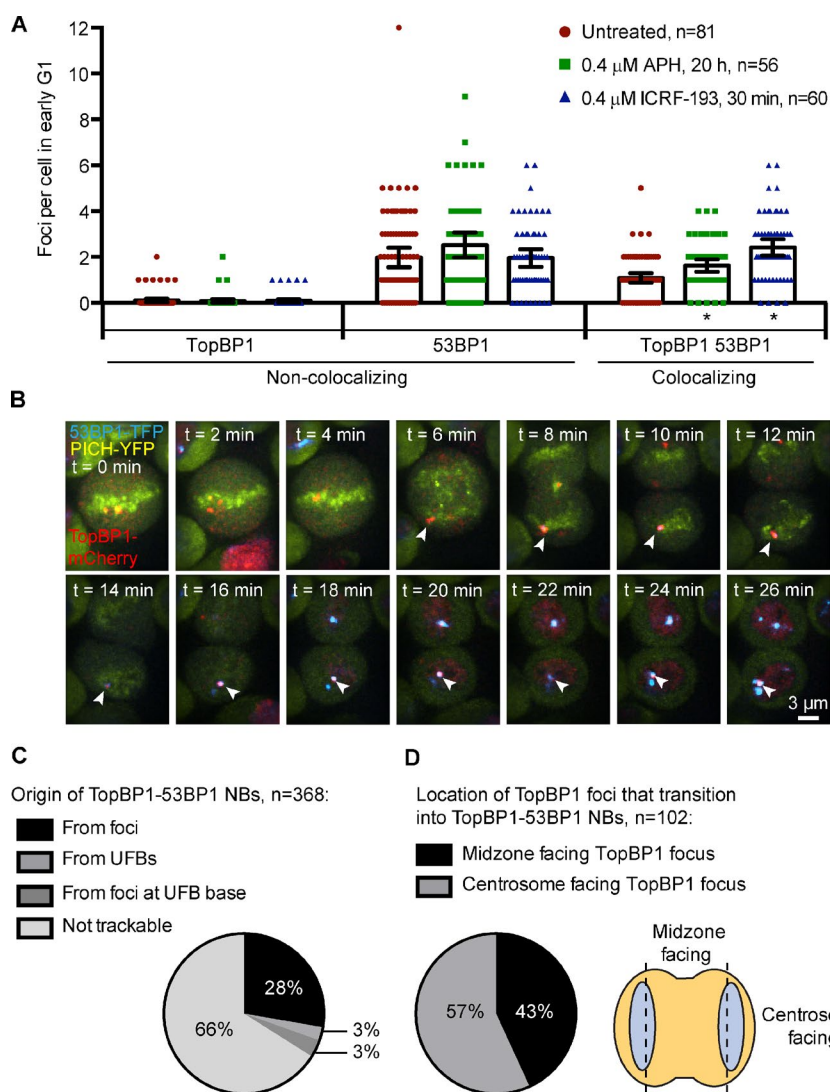 A
Foci per cell in early G1
12
10
8
6
4
2
0
Untreated, n=81
0.4 μM APH, 20 h, n=56
0.4 μM ICRF-193, 30 min, n=60
* *
TopBP1 53BP1 TopBP1 53BP1
Non-colocalizing Colocalizing
B
53BP1-TFP
PICH-YFP
t = 0 min
TopBP1-
mCherry
t = 2 min
t = 4 min
t = 6 min
t = 8 min
t = 10 min
t = 12 min
t = 14 min
t = 16 min
t = 18 min
t = 20 min
t = 22 min
t = 24 min
t = 26 min
3 μm
C
Origin of TopBP1-53BP1 NBs, n=368:
From foci
From UFBs
From foci at UFB base
Not trackable
28%
66%
3%
3%
D
Location of TopBP1 foci that transition
into TopBP1-53BP1 NBs, n=102:
Midzone facing TopBP1 focus
Centrosome facing TopBP1 focus
57%
43%
Midzone
facing
Centroso
facing